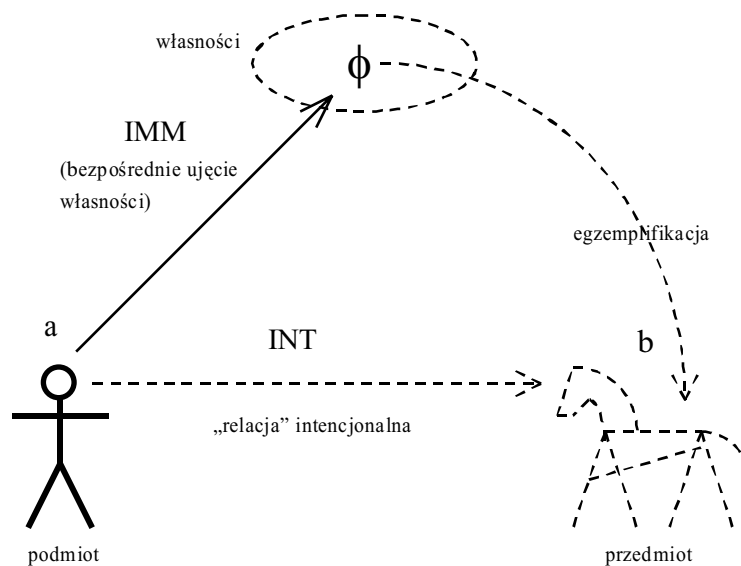 własności
ϕ
IMM
(bezpośrednie ujęcie
własności)
egzemplifikacja
a
INT
b
„relacja” intencjonalna
podmiot
przedmiot